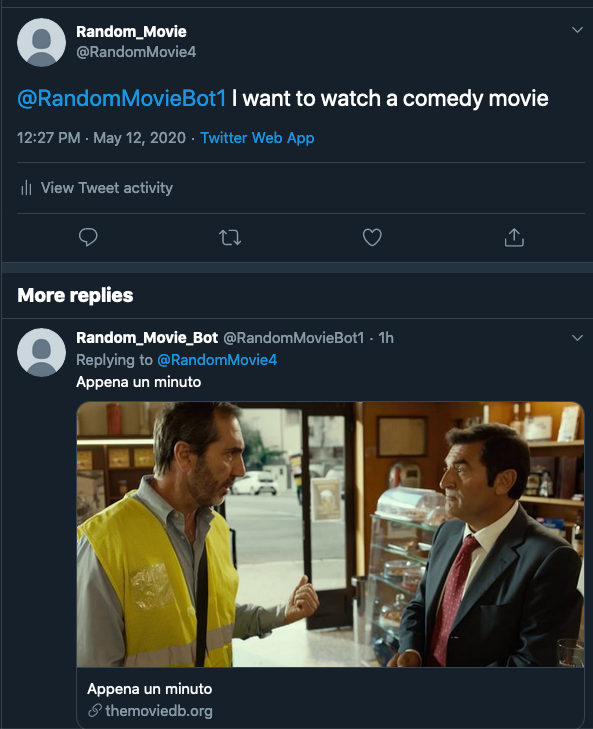 Random_Movie
@RandomMovie4
@RandomMovieBot1 I want to watch a comedy movie
12:27 PM · May 12, 2020 · Twitter Web App
View Tweet activity
More replies
Random_Movie_Bot @RandomMovieBot1 · 1h
Replying to @RandomMovie4
Appena un minuto
Appena un minuto
themoviedb.org